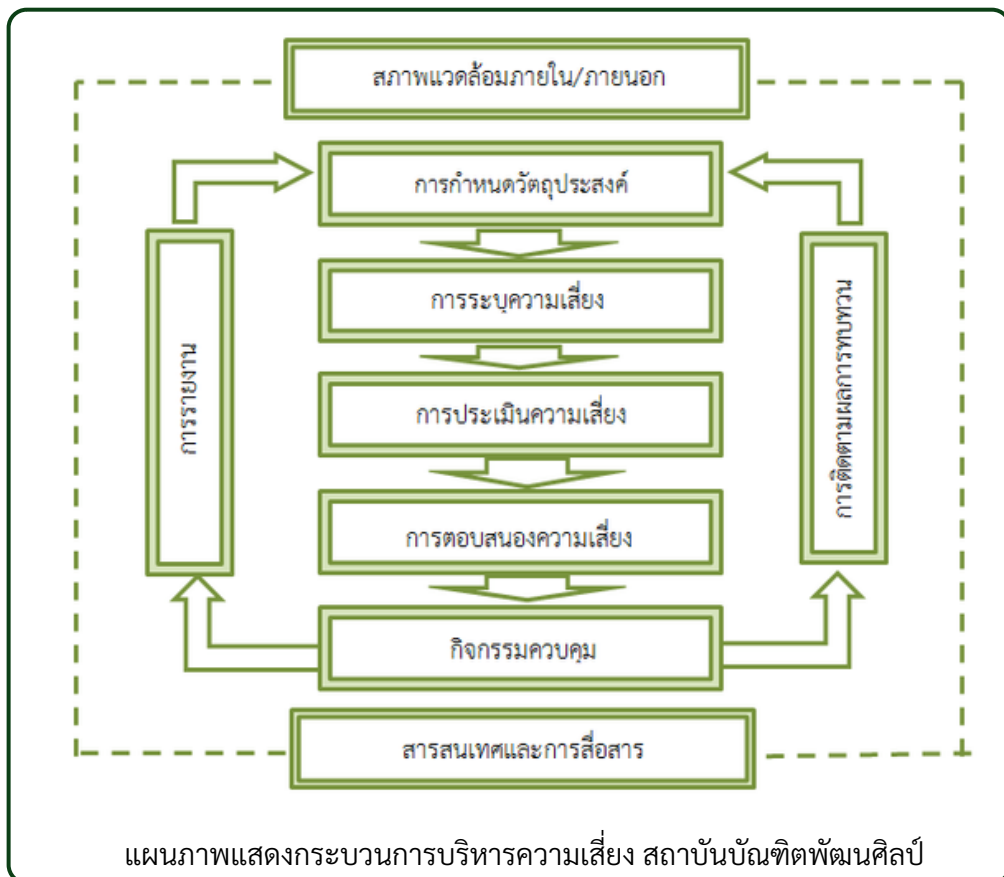 สภาพแวดล้อมภายใน/ภายนอก
การกำหนดวัตถุประสงค์
การระบุความเสี่ยง
การประเมินความเสี่ยง
การตอบสนองความเสี่ยง
กิจกรรมควบคุม
การรายงาน
การติดตามผลการทบทวน
สารสนเทศและการสื่อสาร
แผนภาพแสดงกระบวนการบริหารความเสี่ยง สถาบันบัณฑิตพัฒนศิลป์